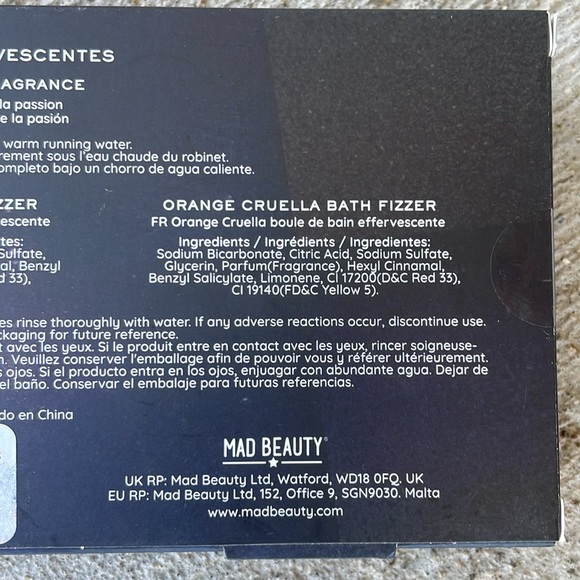 VESCENTES
AGRANCE
la passion
e la pasión
warm running water.
rement sous l'eau chaude du robinet.
ompleto bajo un chorro de agua caliente.
ZZER
vescente
tes:
Sulfate,
al, Benzyl
d 33),
ORANGE CRUELLA BATH FIZZER
FR Orange Cruella boule de bain effervescente
Ingredients / Ingrédients / Ingredientes:
Sodium Bicarbonate, Citric Acid, Sodium Sulfate,
Glycerin, Parfum(Fragrance), Hexyl Cinnamal,
Benzyl Salicylate, Limonene, CI 17200(D&C Red 33),
CI 19140(FD&C Yellow 5).
es rinse thoroughly with water. If any adverse reactions occur, discontinue use.
ckaging for future reference.
t avec les yeux. Si le produit entre en contact avec les yeux, rincer soigneuse-
n. Veuillez conserver l'emballage afin de pouvoir vous y référer ultérieurement.
s ojos. Si el producto entra en los ojos, enjuagar con abundante agua. Dejar de
el baño. Conservar el embalaje para futuras referencias.
do en China
MAD BEAUTY®
UK RP: Mad Beauty Ltd, Watford, WD18 0FQ. UK
EU RP: Mad Beauty Ltd, 152, Office 9, SGN9030. Malta
www.madbeauty.com